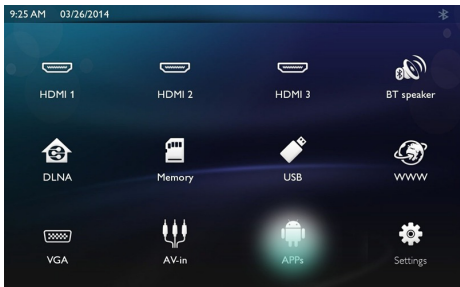 9:25 AM 03/26/2014
HDMI 1 HDMI 2 HDMI 3 BT speaker
DLNA Memory USB WWW
VGA AV-in APPs Settings